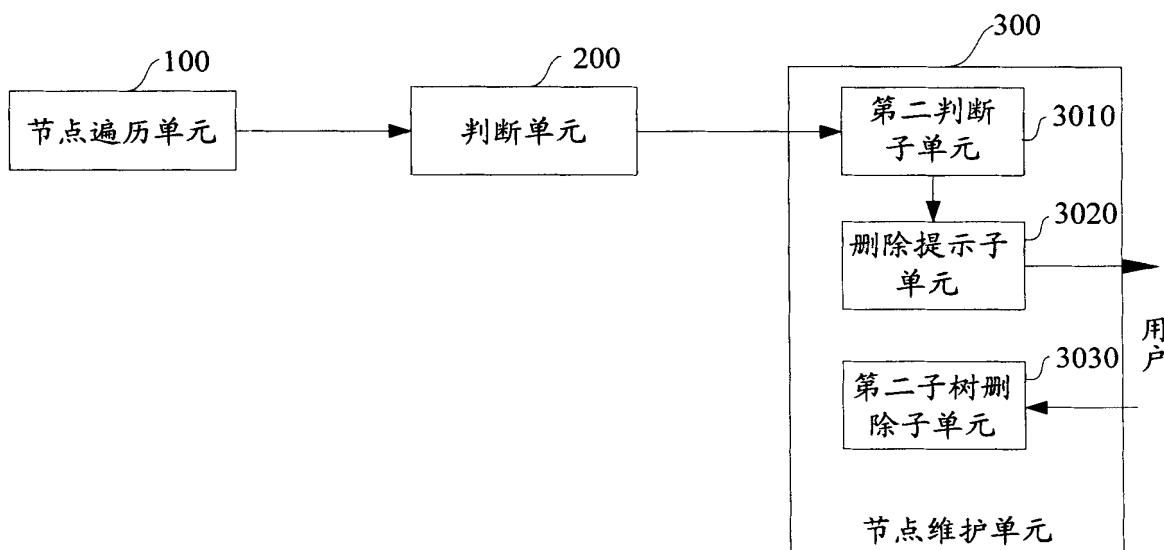 100
节点遍历单元
200
判断单元
300
第二判断
子单元
3010
删除提示子
单元
3020
第二子树删
除子单元
3030
用户
节点维护单元